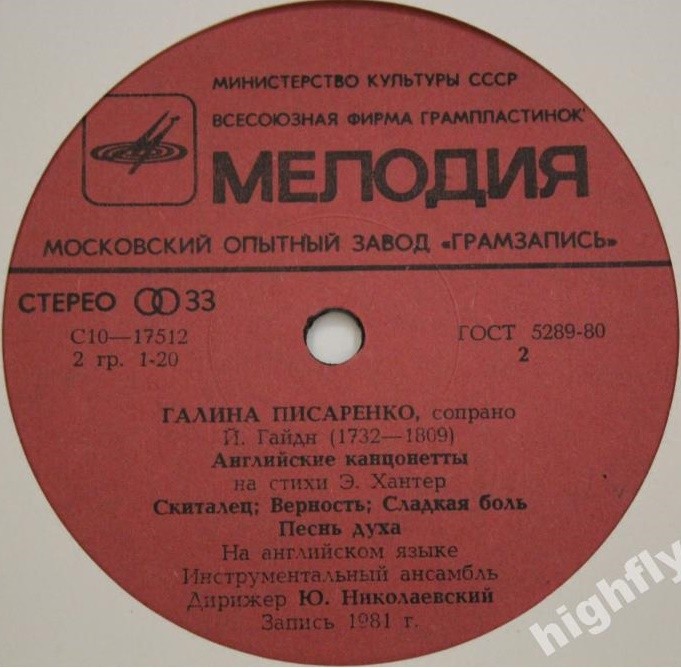 МИНИСТЕРСТВО КУЛЬТУРЫ СССР
ВСЕСОЮЗНАЯ ФИРМА ГРАМПЛАСТИНОК
МЕЛОДИЯ
МОСКОВСКИЙ ОПЫТНЫЙ ЗАВОД «ГРАМЗАПИСЬ»
СТЕРЕО 33
С10—17512
2 гр. 1-20
ГОСТ 5289-80
2
ГАЛИНА ПИСАРЕНКО, сопрано
Й. Гайдн (1732—1809)
Английские канцонетты
на стихи Э. Хантер
Скиталец; Верность; Сладкая боль
Песнь духа
На английском языке
Инструментальный ансамбль
Дирижер Ю. Николаевский
Запись 1981 г.
highfly